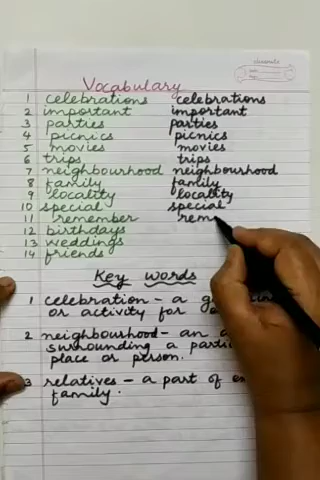 classmate
Vocabulary
1 celebrations celebrations
2 important important
3 parties parties
4 picnics picnics
5 movies movies
6 trips trips
7 neighbourhood neighbourhood
8 family family
9 locality locality
10 special special
11 remember rem
12 birthdays
13 weddings
14 friends
Key words
1 celebration - a
or activity for
2 neighbourhood - an
surrounding a
place or person.
3 relatives - a part of
family.